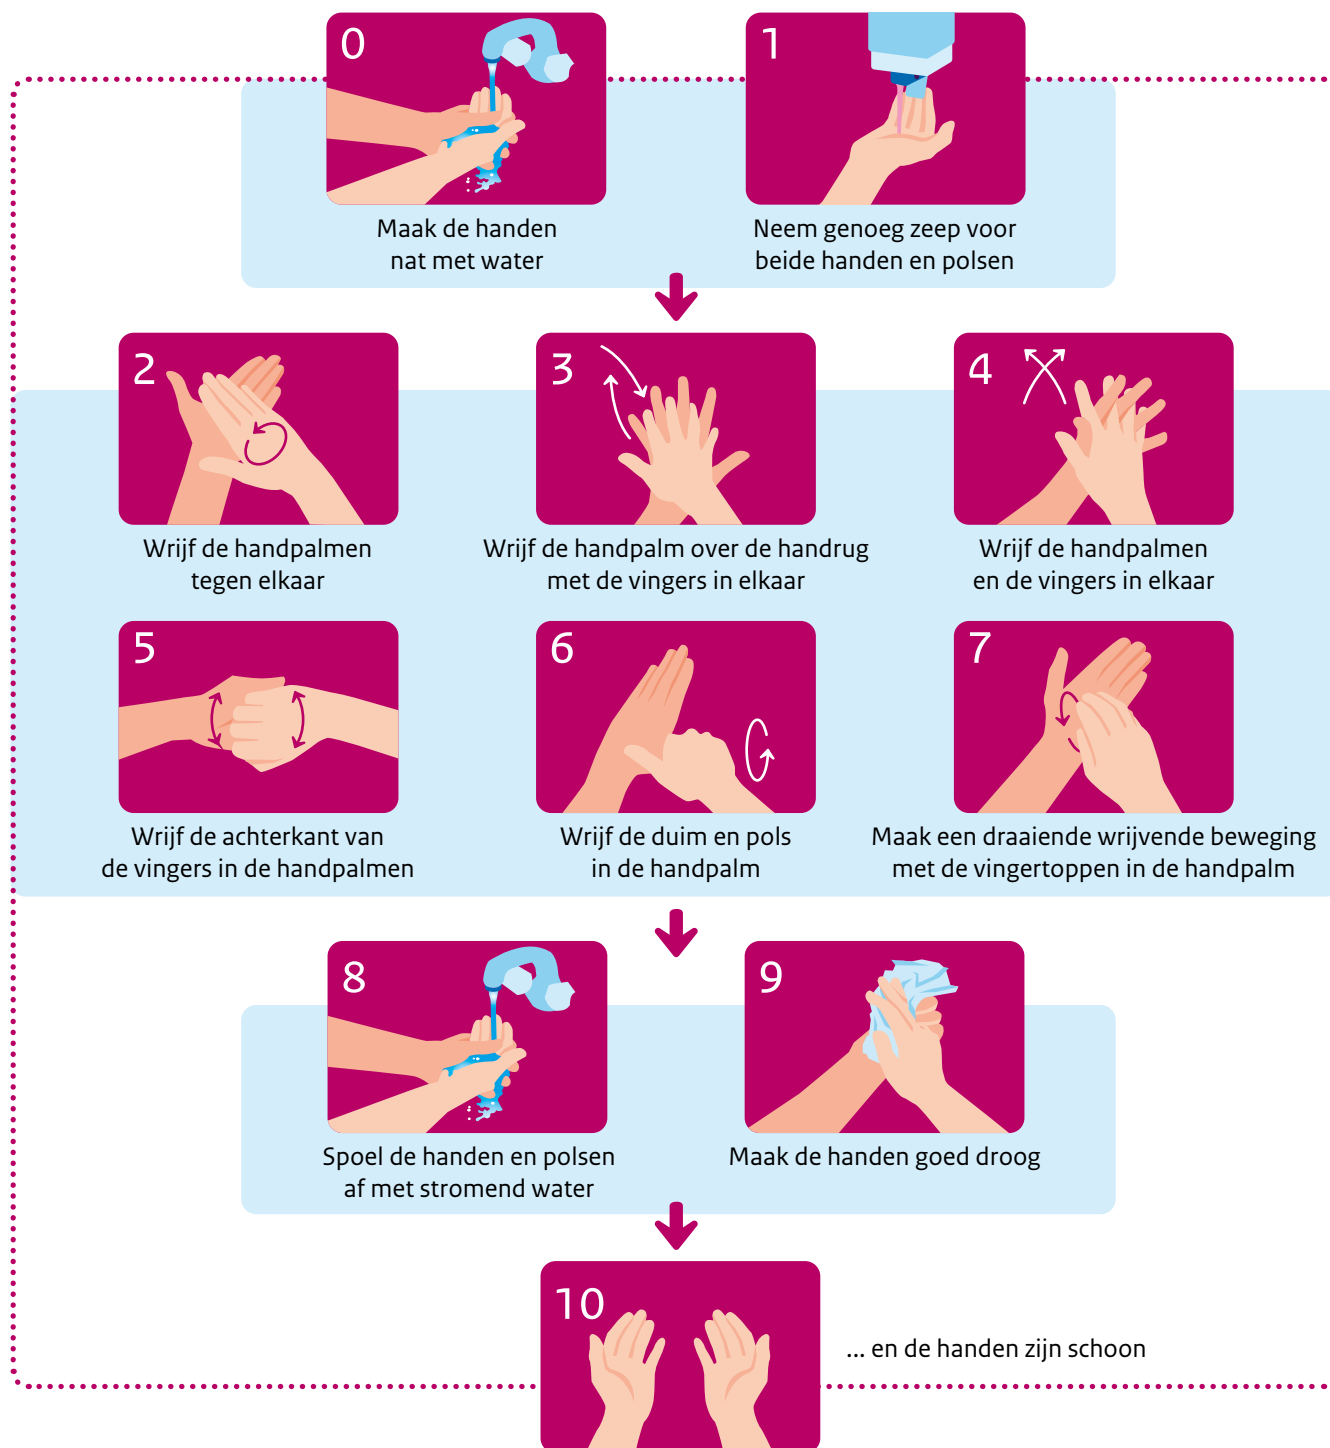 0
Maak de handen
nat met water
1
Neem genoeg zeep voor
beide handen en polsen
2
Wrijf de handpalmen
tegen elkaar
3
Wrijf de handpalm over de handrug
met de vingers in elkaar
4
Wrijf de handpalmen
en de vingers in elkaar
5
Wrijf de achterkant van
de vingers in de handpalmen
6
Wrijf de duim en pols
in de handpalm
7
Maak een draaiende wrijvende beweging
met de vingertoppen in de handpalm
8
Spoel de handen en polsen
af met stromend water
9
Maak de handen goed droog
10
... en de handen zijn schoon